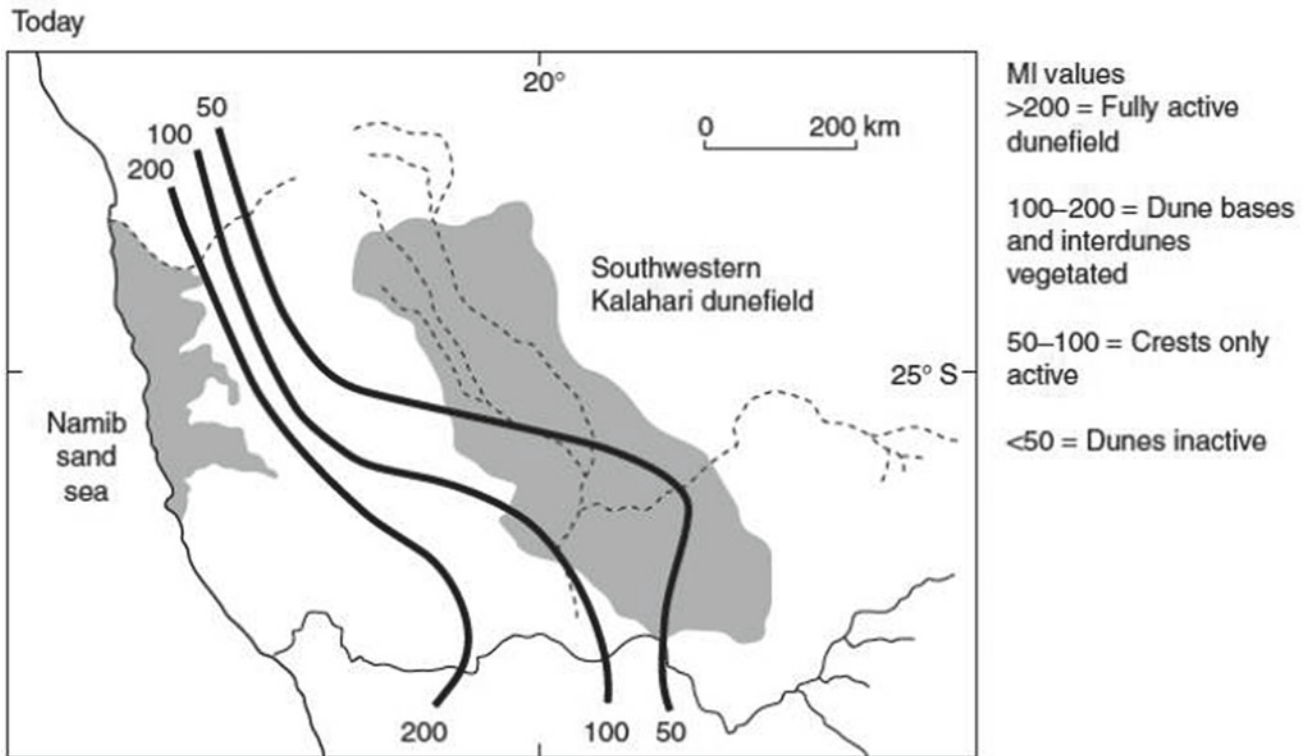 Today
20°
0 200 km
50
100
200
Southwestern
Kalahari dunefield
25° S
Namib
sand
sea
200
100
50
MI values
>200 = Fully active
dunefield
100–200 = Dune bases
and interdunes
vegetated
50–100 = Crests only
active
<50 = Dunes inactive